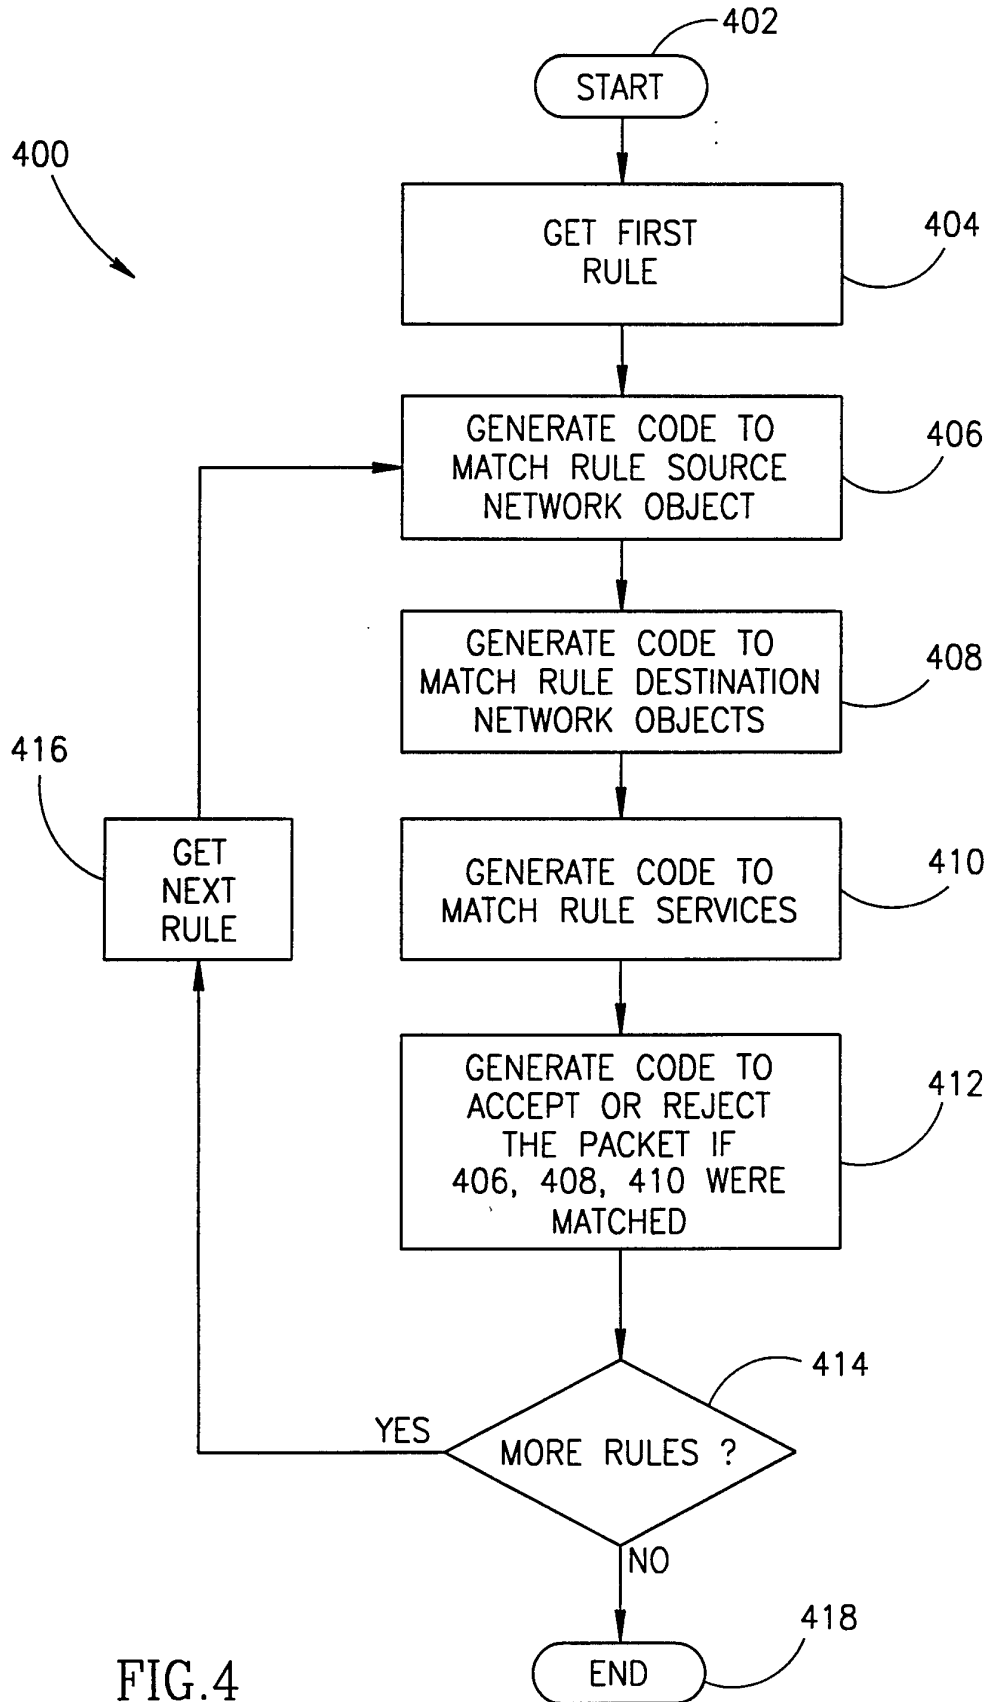 402
START
400
GET FIRST
RULE
404
GENERATE CODE TO
MATCH RULE SOURCE
NETWORK OBJECT
406
GENERATE CODE TO
MATCH RULE DESTINATION
NETWORK OBJECTS
408
416
GET
NEXT
RULE
GENERATE CODE TO
MATCH RULE SERVICES
410
GENERATE CODE TO
ACCEPT OR REJECT
THE PACKET IF
406, 408, 410 WERE
MATCHED
412
414
YES
MORE RULES ?
NO
418
END
FIG.4